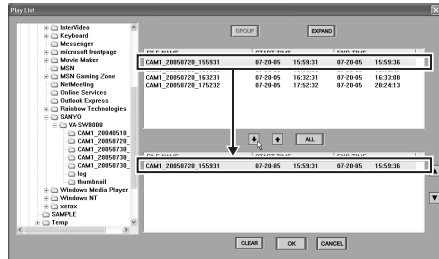 Play List
InterVideo
Keyboard
Messenger
microsoft frontpage
Movie Maker
MSN
MSN Gaming Zone
NetMeeting
Online Services
Outlook Express
Rainbow Technologies
SANYO
VA-SW8000
CAM1_20040510_
CAM1_20050720_
CAM1_20050730_
CAM1_20050730_
CAM1_20050730_
log
thumbnail
Windows Media Player
Windows NT
xerox
SAMPLE
Temp
GROUP EXPAND
FILE NAME START TIME END TIME
CAM1_20050720_155931 07-20-05 15:59:31 07-20-05 15:59:36
CAM1_20050720_163231 07-20-05 16:32:31 07-20-05 16:33:08
CAM1_20050720_175232 07-20-05 17:52:32 07-20-05 20:24:13
ALL
FILE NAME START TIME END TIME
CAM1_20050720_155931 07-20-05 15:59:31 07-20-05 15:59:36
CLEAR OK CANCEL